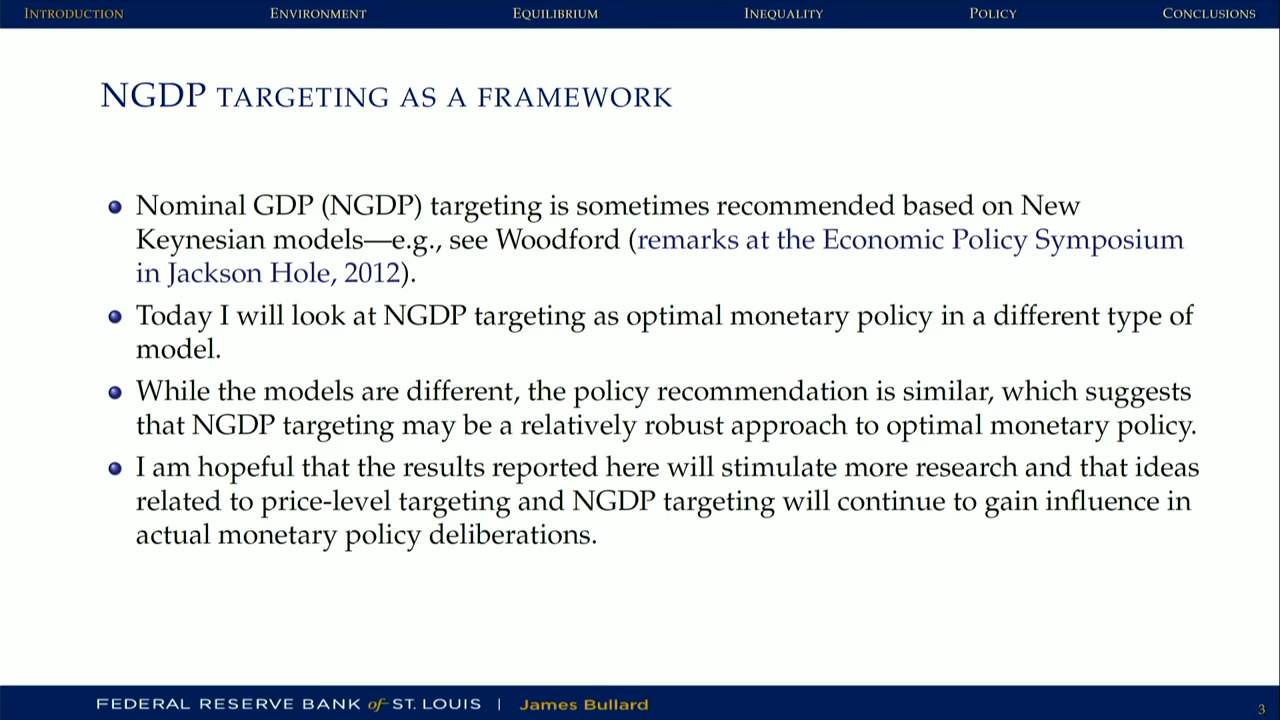 INTRODUCTION ENVIRONMENT EQUILIBRIUM INEQUALITY POLICY CONCLUSIONS
NGDP TARGETING AS A FRAMEWORK
Nominal GDP (NGDP) targeting is sometimes recommended based on New
Keynesian models—e.g., see Woodford (remarks at the Economic Policy Symposium
in Jackson Hole, 2012).
Today I will look at NGDP targeting as optimal monetary policy in a different type of
model.
While the models are different, the policy recommendation is similar, which suggests
that NGDP targeting may be a relatively robust approach to optimal monetary policy.
I am hopeful that the results reported here will stimulate more research and that ideas
related to price-level targeting and NGDP targeting will continue to gain influence in
actual monetary policy deliberations.
FEDERAL RESERVE BANK of ST. LOUIS | James Bullard
3